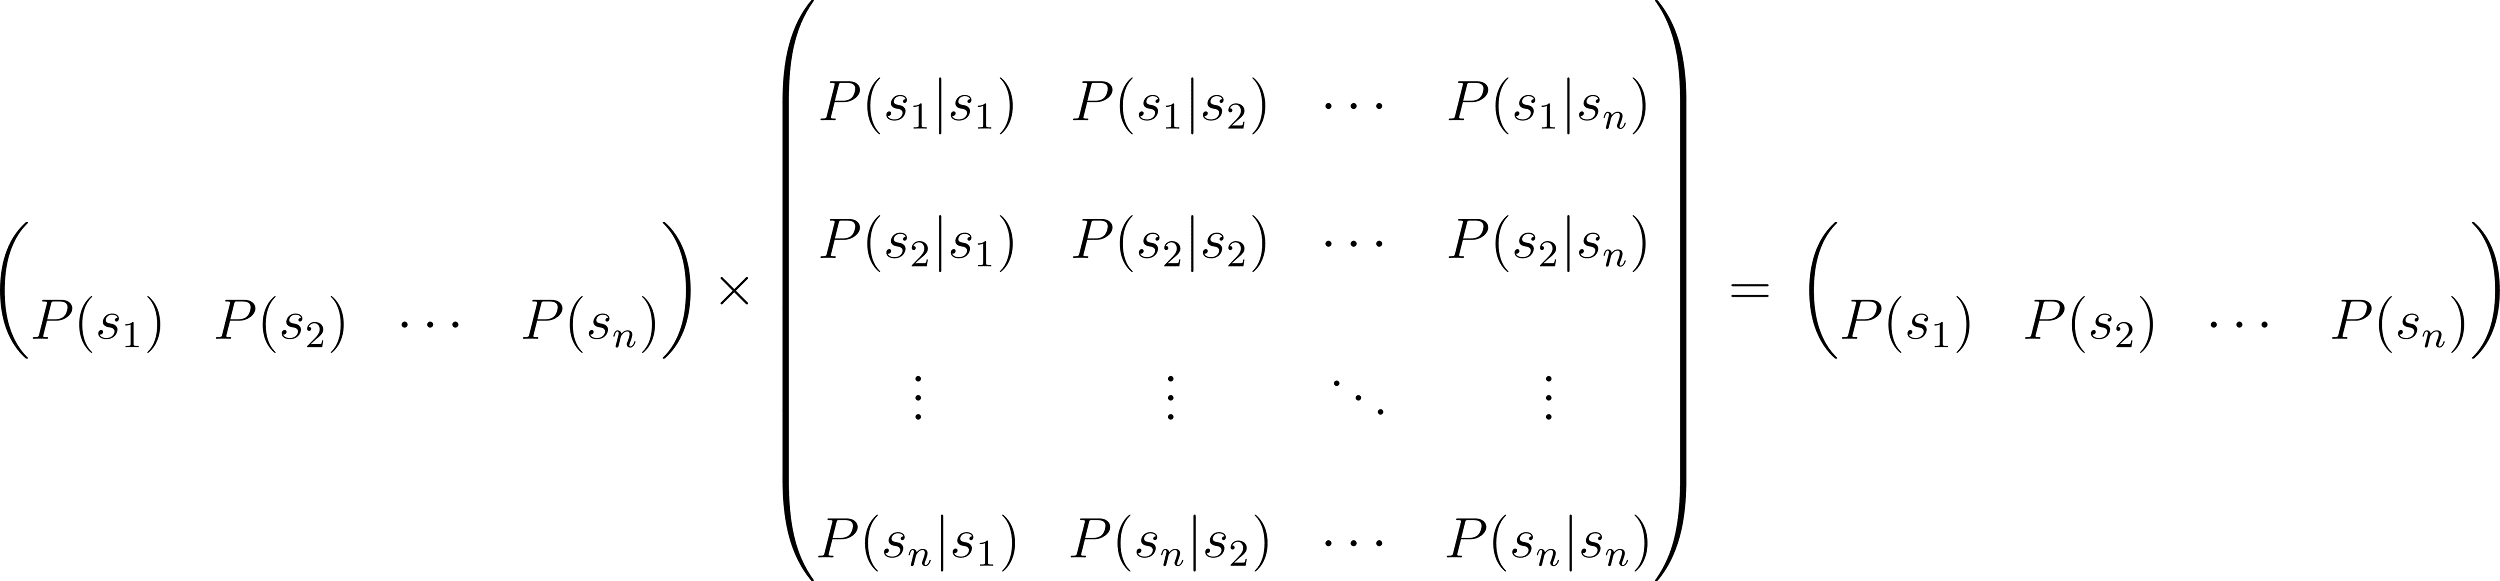 P(s₁|s₁) P(s₁|s₂) ⋯ P(s₁|sₙ)
P(s₂|s₁) P(s₂|s₂) ⋯ P(s₂|sₙ)
(P(s₁) P(s₂) ⋯ P(sₙ)) × ( ) = (P(s₁) P(s₂) ⋯ P(sₙ))
⋮ ⋮ ⋱ ⋮
P(sₙ|s₁) P(sₙ|s₂) ⋯ P(sₙ|sₙ)